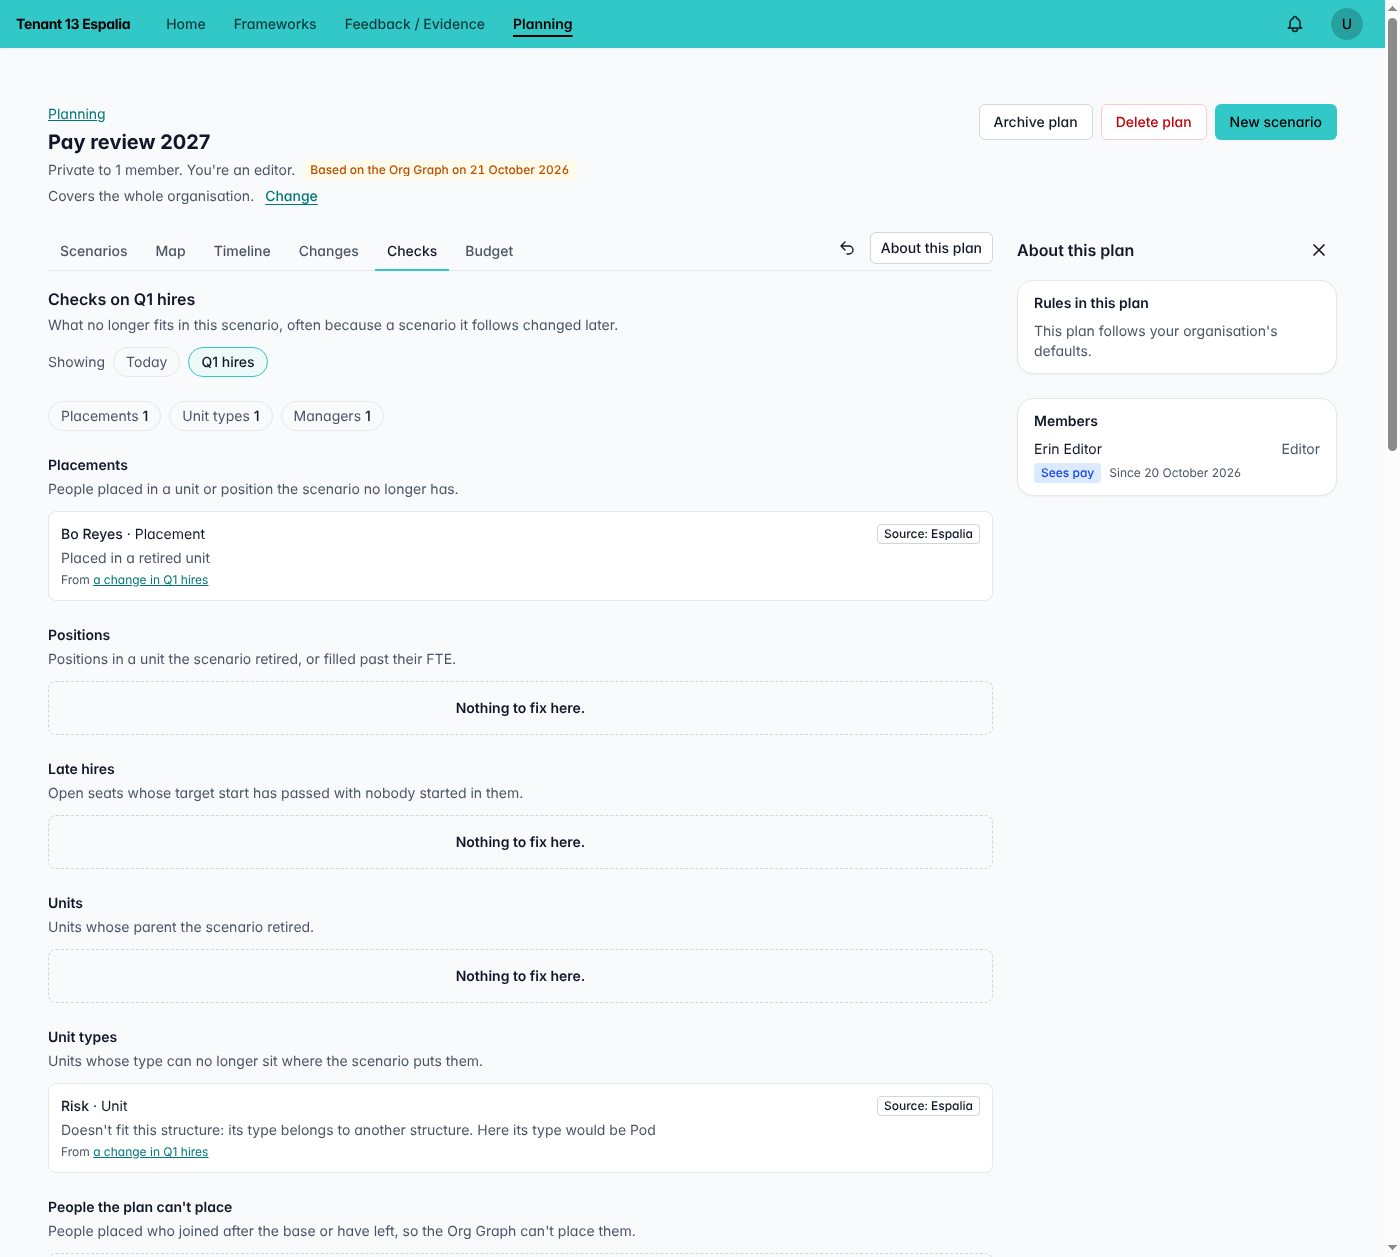 Tenant 13 Espalia
Home
Frameworks
Feedback / Evidence
Planning
U
Planning
Pay review 2027
Private to 1 member. You're an editor.
Based on the Org Graph on 21 October 2026
Covers the whole organisation.
Change
Archive plan
Delete plan
New scenario
Scenarios
Map
Timeline
Changes
Checks
Budget
About this plan
Checks on Q1 hires
What no longer fits in this scenario, often because a scenario it follows changed later.
Showing
Today
Q1 hires
Placements 1
Unit types 1
Managers 1
Placements
People placed in a unit or position the scenario no longer has.
Bo Reyes · Placement
Source: Espalia
Placed in a retired unit
From a change in Q1 hires
Positions
Positions in a unit the scenario retired, or filled past their FTE.
Nothing to fix here.
Late hires
Open seats whose target start has passed with nobody started in them.
Nothing to fix here.
Units
Units whose parent the scenario retired.
Nothing to fix here.
Unit types
Units whose type can no longer sit where the scenario puts them.
Risk · Unit
Source: Espalia
Doesn't fit this structure: its type belongs to another structure. Here its type would be Pod
From a change in Q1 hires
People the plan can't place
People placed who joined after the base or have left, so the Org Graph can't place them.
About this plan
Rules in this plan
This plan follows your organisation's
defaults.
Members
Erin Editor
Editor
Sees pay
Since 20 October 2026